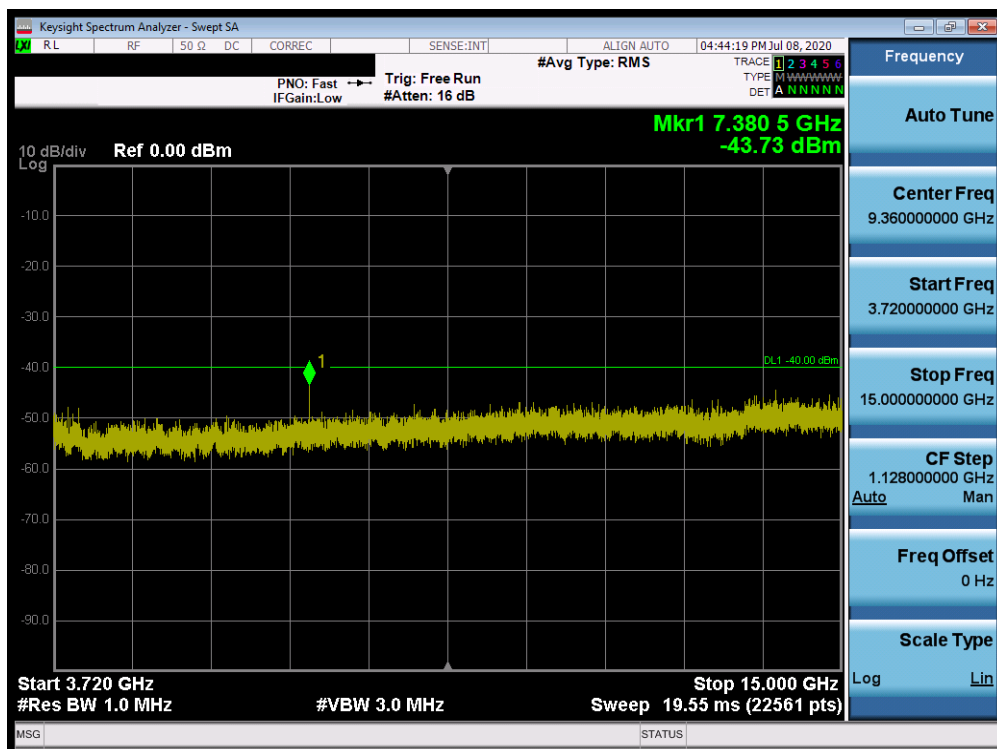 Keysight Spectrum Analyzer - Swept SA
LXI RL RF 50 Ω DC CORREC SENSE:INT ALIGN AUTO 04:44:19 PM Jul 08, 2020
#Avg Type: RMS
TRACE 1 2 3 4 5 6
PNO: Fast Trig: Free Run
TYPE M WWWWW
IFGain:Low #Atten: 16 dB
DET A N N N N N
Mkr1 7.380 5 GHz
-43.73 dBm
10 dB/div Ref 0.00 dBm
Log
-10.0
-20.0
-30.0
-40.0
-50.0
-60.0
-70.0
-80.0
-90.0
1
DL1 -40.00 dBm
Start 3.720 GHz Stop 15.000 GHz
#Res BW 1.0 MHz #VBW 3.0 MHz Sweep 19.55 ms (22561 pts)
MSG STATUS
Frequency
Auto Tune
Center Freq
9.360000000 GHz
Start Freq
3.720000000 GHz
Stop Freq
15.000000000 GHz
CF Step
1.128000000 GHz
Auto Man
Freq Offset
0 Hz
Scale Type
Log Lin